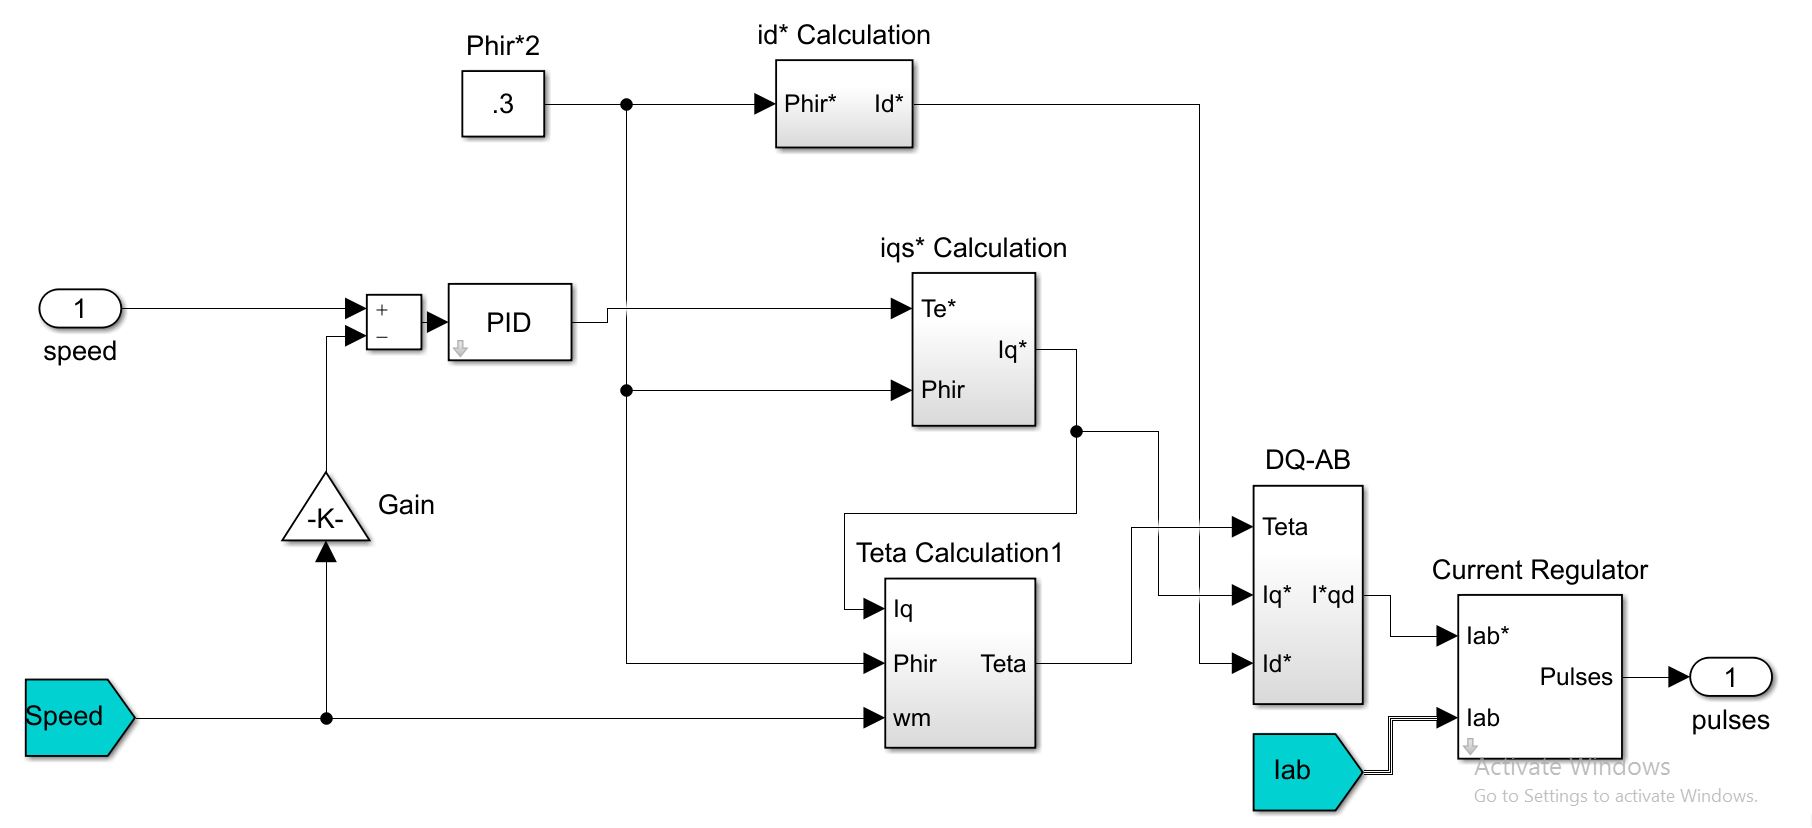 id* Calculation
Phir*2
.3
Phir* Id*
iqs* Calculation
1
speed
+
−
PID
Te*
Iq*
Phir
DQ-AB
-K-
Gain
Teta
Iq* I*qd
Id*
Teta Calculation1
Iq
Phir Teta
wm
Current Regulator
Iab*
Pulses
Iab
1
pulses
Speed
Iab
Activate Windows
Go to Settings to activate Windows.